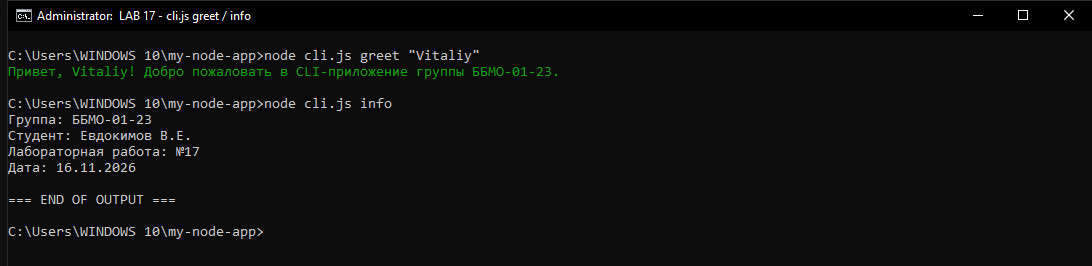 Administrator: LAB 17 - cli.js greet / info
C:\Users\WINDOWS 10\my-node-app>node cli.js greet "Vitaliy"
Привет, Vitaliy! Добро пожаловать в CLI-приложение группы ББМО-01-23.
C:\Users\WINDOWS 10\my-node-app>node cli.js info
Группа: ББМО-01-23
Студент: Евдокимов В.Е.
Лабораторная работа: №17
Дата: 16.11.2026
=== END OF OUTPUT ===
C:\Users\WINDOWS 10\my-node-app>